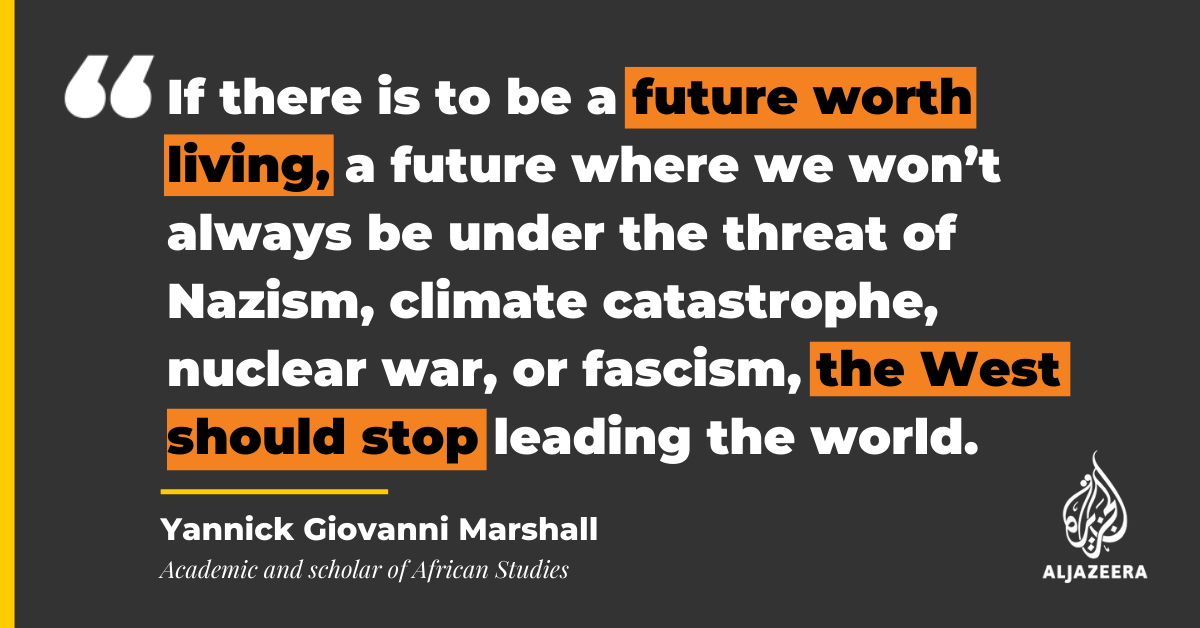 “
If there is to be a future worth
living, a future where we won’t
always be under the threat of
Nazism, climate catastrophe,
nuclear war, or fascism, the West
should stop leading the world.
Yannick Giovanni Marshall
Academic and scholar of African Studies
الجزيرة
ALJAZEERA